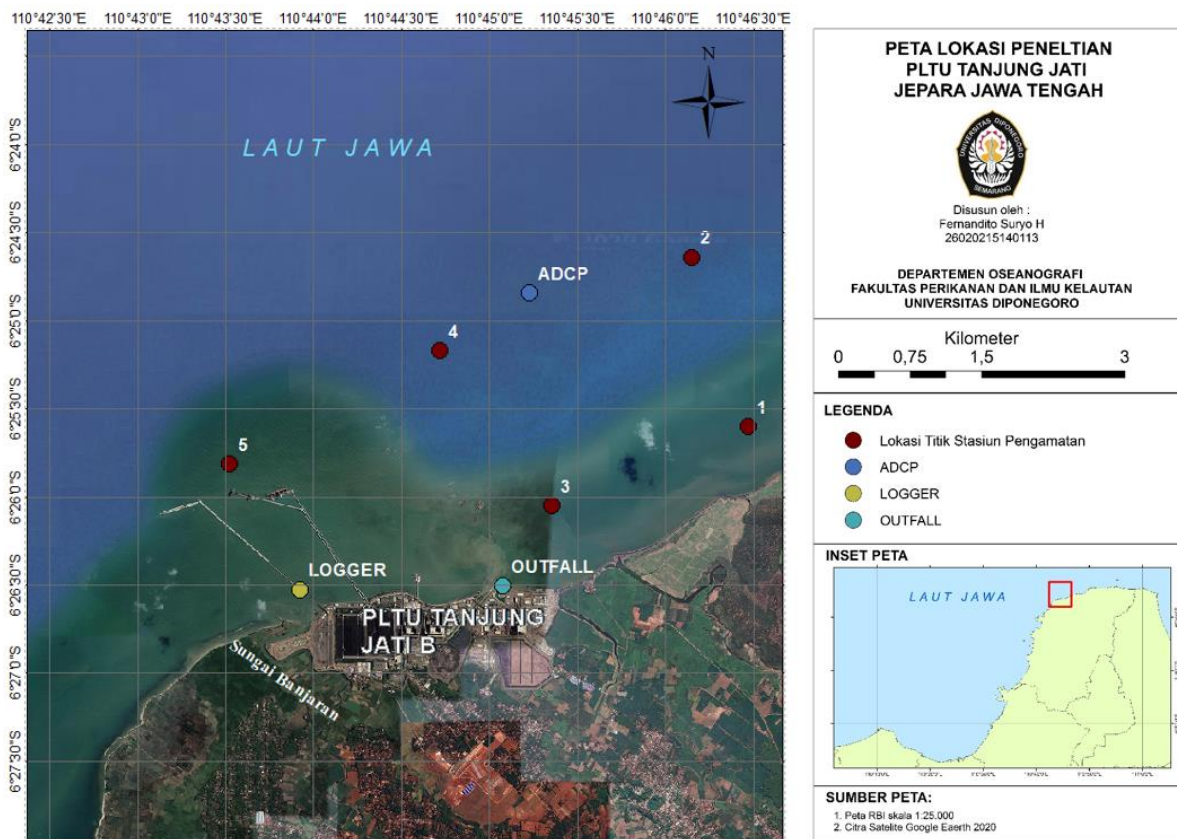 110°42'30"E 110°43'0"E 110°43'30"E 110°44'0"E 110°44'30"E 110°45'0"E 110°45'30"E 110°46'0"E 110°46'30"E
6°24'0"S
6°24'30"S
6°25'0"S
6°25'30"S
6°26'0"S
6°26'30"S
6°27'0"S
6°27'30"S
N
LAUT JAWA
2
ADCP
4
1
5
3
LOGGER
OUTFALL
PLTU TANJUNG
JATI B
Sungai Banjaran
PETA LOKASI PENELTIAN
PLTU TANJUNG JATI
JEPARA JAWA TENGAH
UNIVERSITAS DIPONEGORO
SEMARANG
Disusun oleh :
Fernandito Suryo H
26020215140113
DEPARTEMEN OSEANOGRAFI
FAKULTAS PERIKANAN DAN ILMU KELAUTAN
UNIVERSITAS DIPONEGORO
Kilometer
0 0,75 1,5 3
LEGENDA
Lokasi Titik Stasiun Pengamatan
ADCP
LOGGER
OUTFALL
INSET PETA
LAUT JAWA
SUMBER PETA:
1. Peta RBI skala 1:25.000
2. Citra Satelite Google Eaerth 2020